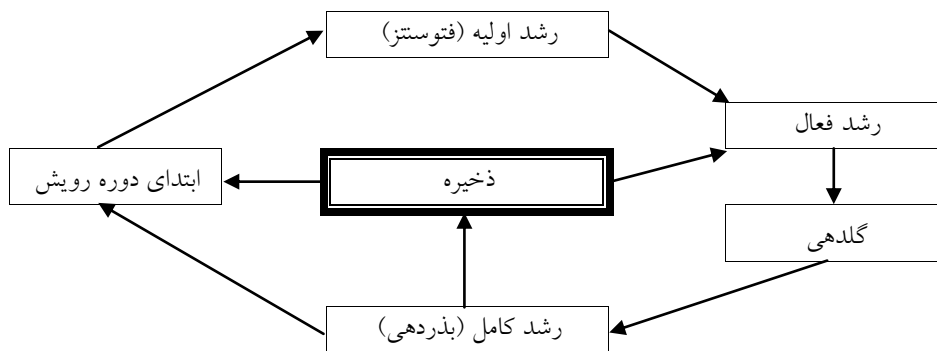 رشد اولیه (فتوسنتز)
رشد فعال
ذخیره
ابتدای دوره رویش
گلدهی
رشد کامل (بذردهی)